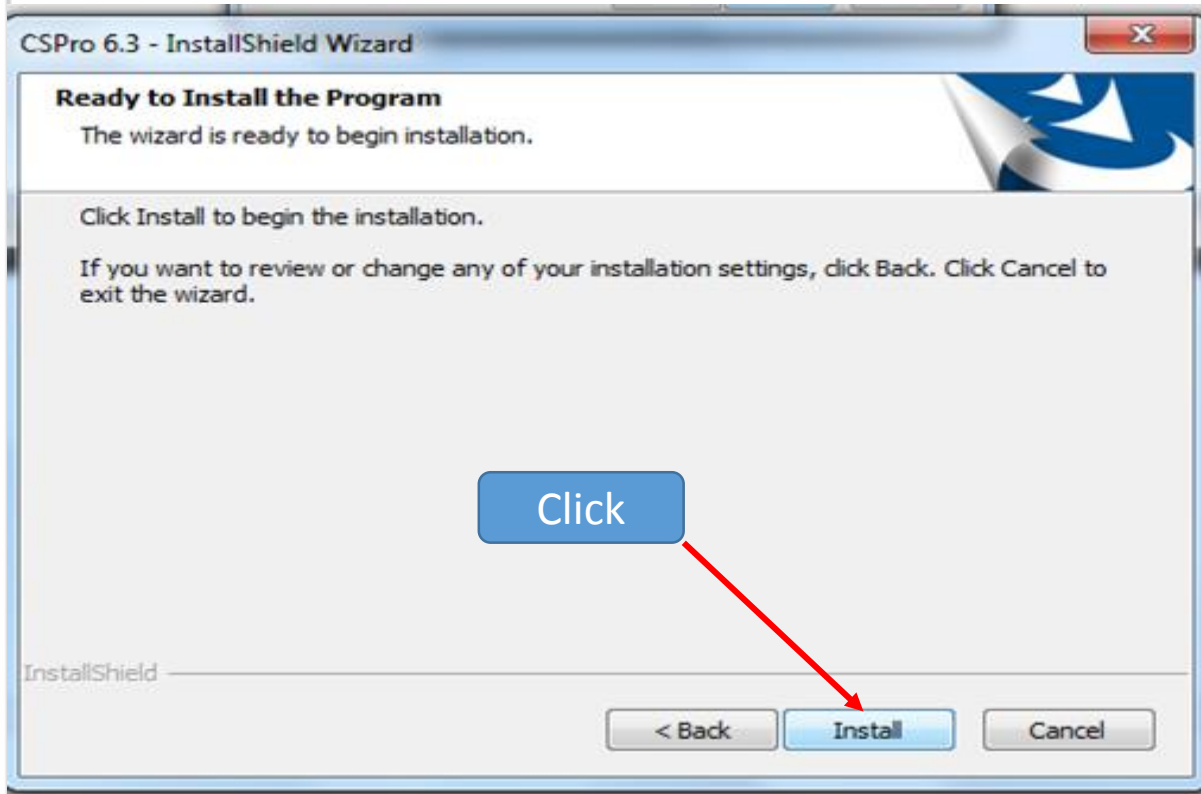 CSPro 6.3 - InstallShield Wizard
Ready to Install the Program
The wizard is ready to begin installation.
Click Install to begin the installation.
If you want to review or change any of your installation settings, click Back. Click Cancel to
exit the wizard.
Click
InstallShield
< Back Install Cancel